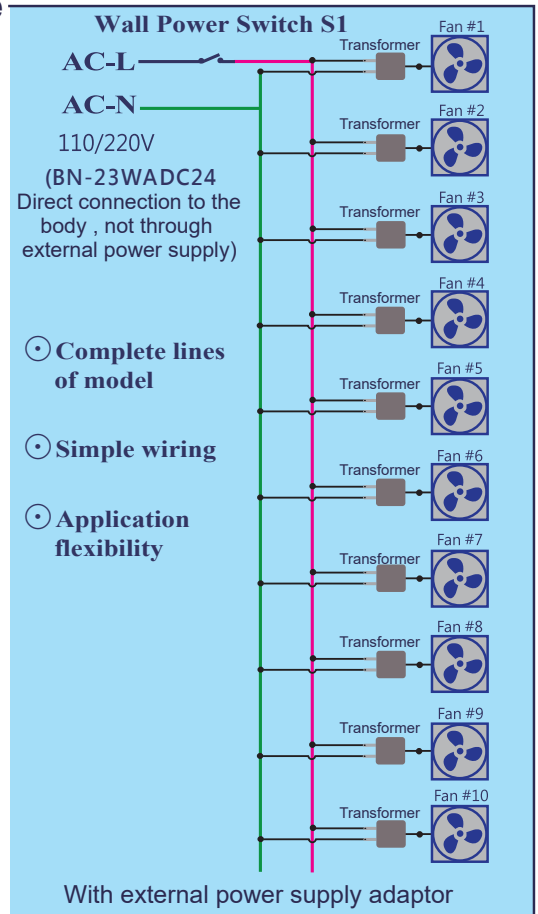 e
Wall Power Switch S1
AC-L
AC-N
110/220V
(BN-23WADC24
Direct connection to the
body , not through
external power supply)
⊙ Complete lines
of model
⊙ Simple wiring
⊙ Application
flexibility
Transformer
Fan #1
Transformer
Fan #2
Transformer
Fan #3
Transformer
Fan #4
Transformer
Fan #5
Transformer
Fan #6
Transformer
Fan #7
Transformer
Fan #8
Transformer
Fan #9
Transformer
Fan #10
With external power supply adaptor